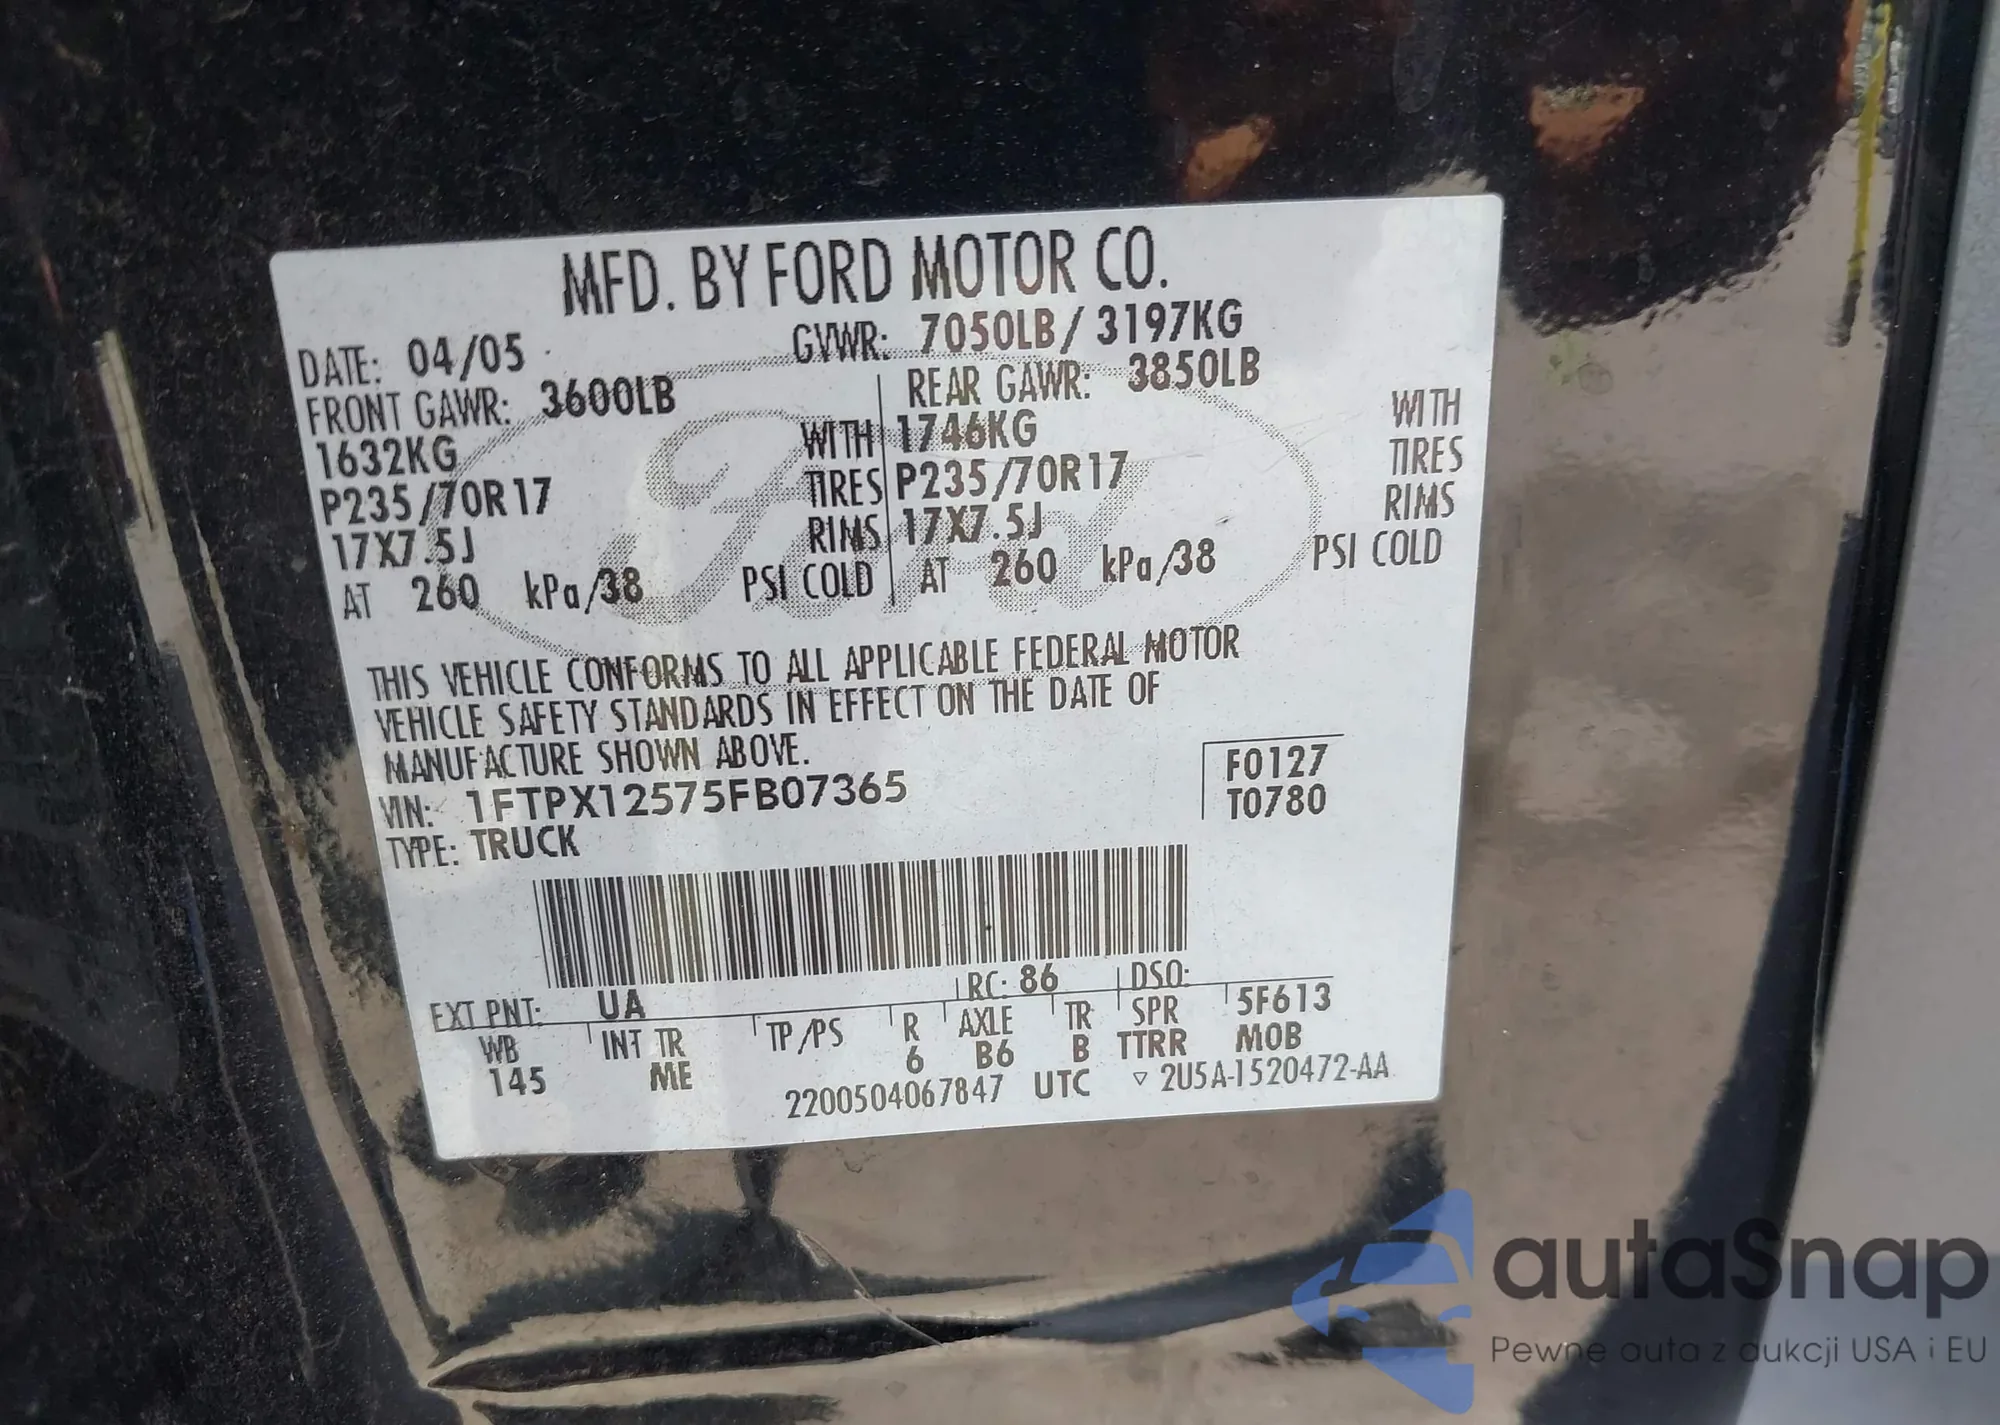 MFD. BY FORD MOTOR CO.
DATE: 04/05 GVWR: 7050LB/ 3197KG
FRONT GAWR: 3600LB REAR GAWR: 3850LB
1632KG WITH 1746KG WITH
P235/70R17 TIRES P235/70R17 TIRES
17X7.5J RIMS 17X7.5J RIMS
AT 260 kPa/38 PSI COLD AT 260 kPa/38 PSI COLD
Ford
THIS VEHICLE CONFORMS TO ALL APPLICABLE FEDERAL MOTOR
VEHICLE SAFETY STANDARDS IN EFFECT ON THE DATE OF
MANUFACTURE SHOWN ABOVE.
VIN: 1FTPX12575FB07365 F0127
TYPE: TRUCK T0780
EXT PNT: UA RC: 86 DSO:
WB INT TR TP/PS R AXLE TR SPR 5F613
145 ME 6 B6 B TTRR MOB
2200504067847 UTC ▽ 2U5A-1520472-AA
autaSnap
Pewne auta z aukcji USA i EU